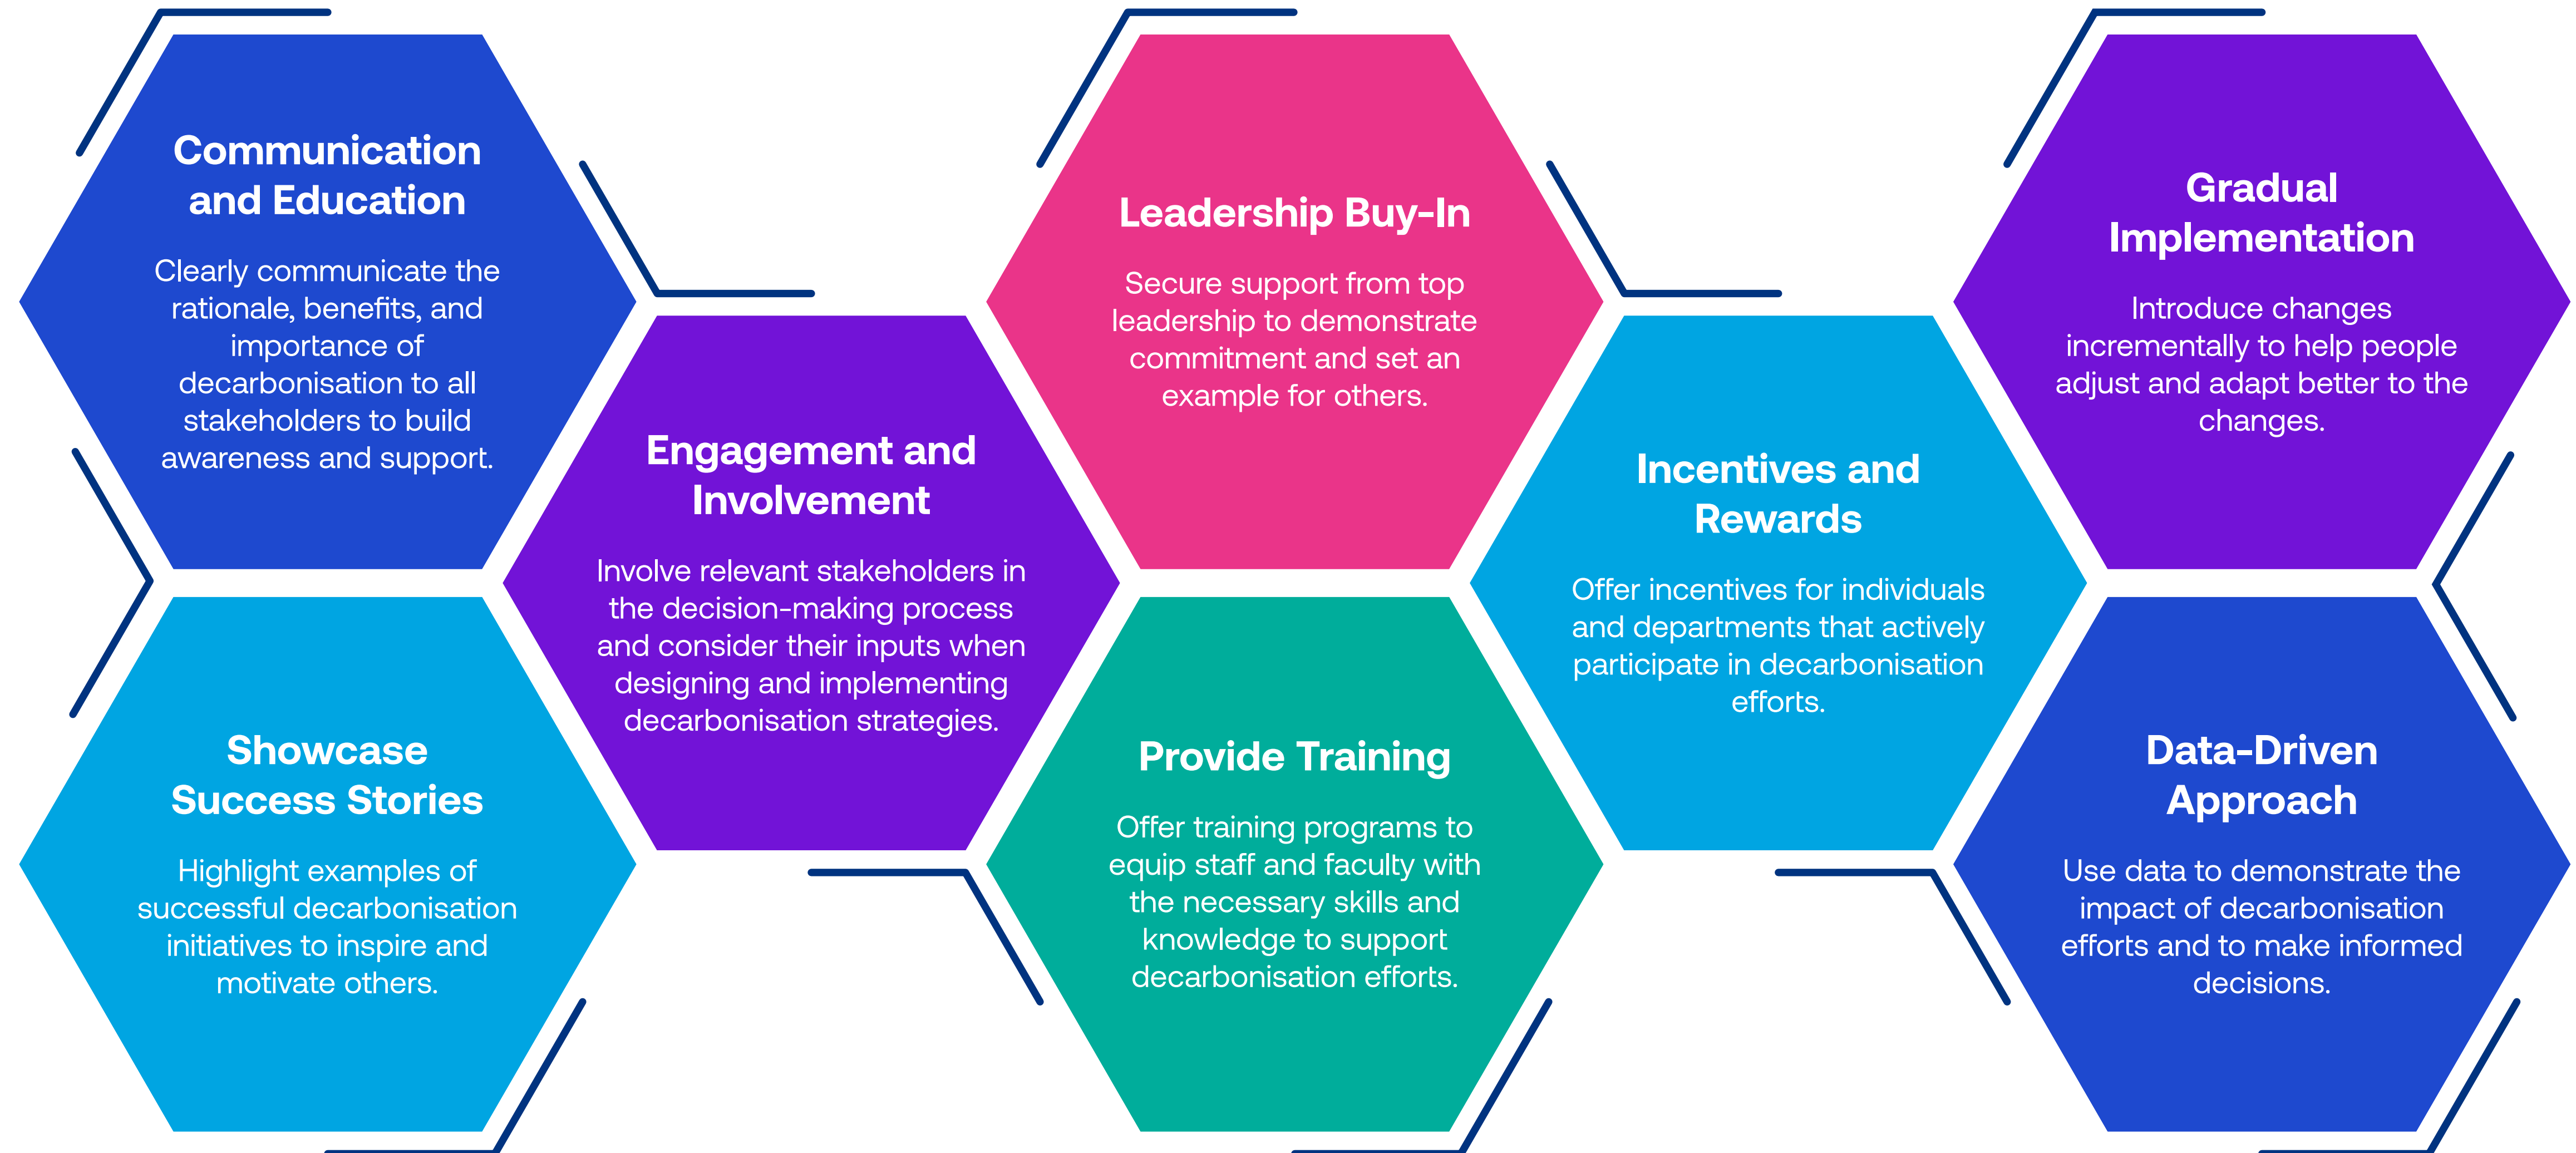 Communication
and Education
Clearly communicate the
rationale, benefits, and
importance of
decarbonisation to all
stakeholders to build
awareness and support.
Showcase
Success Stories
Highlight examples of
successful decarbonisation
initiatives to inspire and
motivate others.
Engagement and
Involvement
Involve relevant stakeholders in
the decision-making process
and consider their inputs when
designing and implementing
decarbonisation strategies.
Leadership Buy-In
Secure support from top
leadership to demonstrate
commitment and set an
example for others.
Provide Training
Offer training programs to
equip staff and faculty with
the necessary skills and
knowledge to support
decarbonisation efforts.
Incentives and
Rewards
Offer incentives for individuals
and departments that actively
participate in decarbonisation
efforts.
Gradual
Implementation
Introduce changes
incrementally to help people
adjust and adapt better to the
changes.
Data-Driven
Approach
Use data to demonstrate the
impact of decarbonisation
efforts and to make informed
decisions.